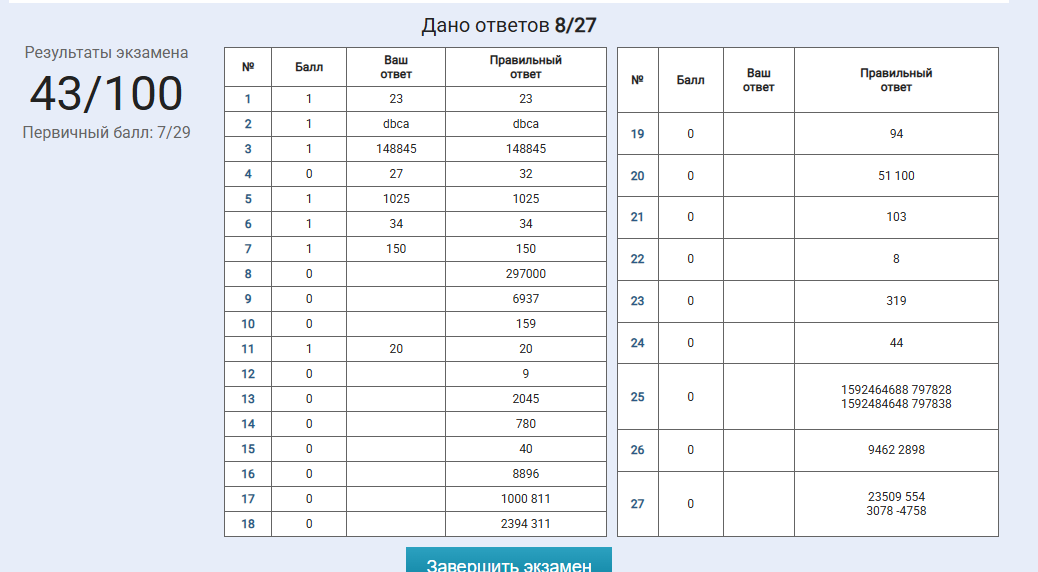 Дано ответов 8/27
Результаты экзамена
43/100
Первичный балл: 7/29
№ Балл Ваш ответ Правильный ответ
1 1 23 23
2 1 dbca dbca
3 1 148845 148845
4 0 27 32
5 1 1025 1025
6 1 34 34
7 1 150 150
8 0 297000
9 0 6937
10 0 159
11 1 20 20
12 0 9
13 0 2045
14 0 780
15 0 40
16 0 8896
17 0 1000 811
18 0 2394 311
№ Балл Ваш ответ Правильный ответ
19 0 94
20 0 51 100
21 0 103
22 0 8
23 0 319
24 0 44
25 0 1592464688 797828
1592484648 797838
26 0 9462 2898
27 0 23509 554
3078 -4758
Завершить экзамен